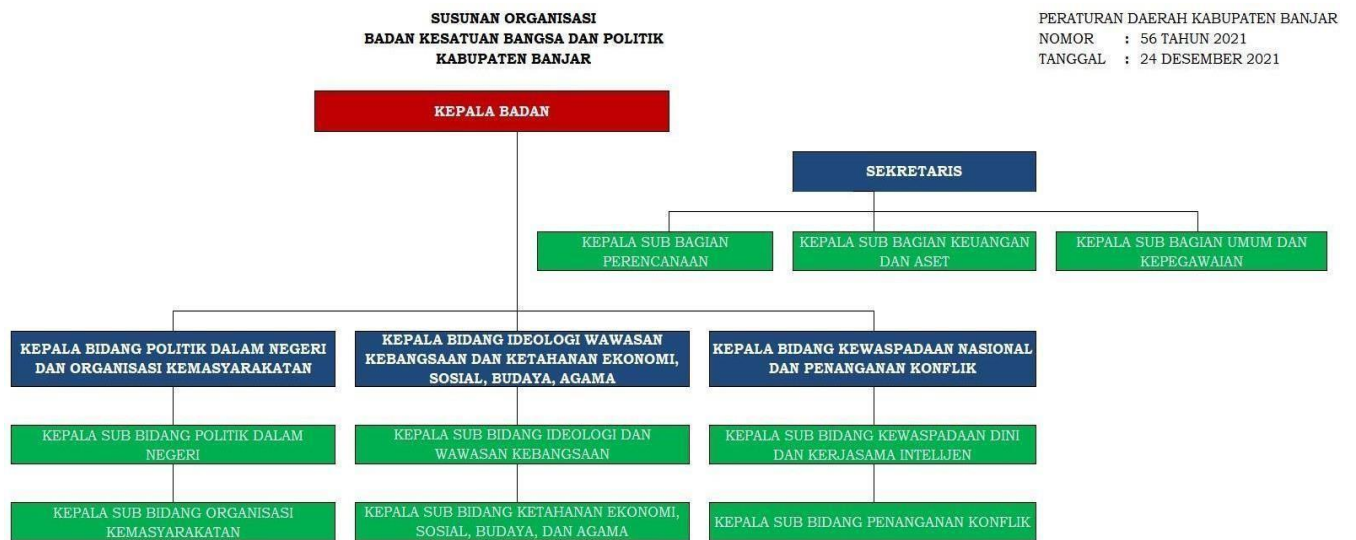 SUSUNAN ORGANISASI
BADAN KESATUAN BANGSA DAN POLITIK
KABUPATEN BANJAR
PERATURAN DAERAH KABUPATEN BANJAR
NOMOR : 56 TAHUN 2021
TANGGAL : 24 DESEMBER 2021
KEPALA BADAN
SEKRETARIS
KEPALA SUB BAGIAN
PERENCANAAN
KEPALA SUB BAGIAN KEUANGAN
DAN ASET
KEPALA SUB BAGIAN UMUM DAN
KEPEGAWAIAN
KEPALA BIDANG POLITIK DALAM NEGERI
DAN ORGANISASI KEMASYARAKATAN
KEPALA BIDANG IDEOLOGI WAWASAN
KEBANGSAAN DAN KETAHANAN EKONOMI,
SOSIAL, BUDAYA, AGAMA
KEPALA BIDANG KEWASPADAAN NASIONAL
DAN PENANGANAN KONFLIK
KEPALA SUB BIDANG POLITIK DALAM
NEGERI
KEPALA SUB BIDANG IDEOLOGI DAN
WAWASAN KEBANGSAAN
KEPALA SUB BIDANG KEWASPADAAN DINI
DAN KERJASAMA INTELIJEN
KEPALA SUB BIDANG ORGANISASI
KEMASYARAKATAN
KEPALA SUB BIDANG KETAHANAN EKONOMI,
SOSIAL, BUDAYA, DAN AGAMA
KEPALA SUB BIDANG PENANGANAN KONFLIK